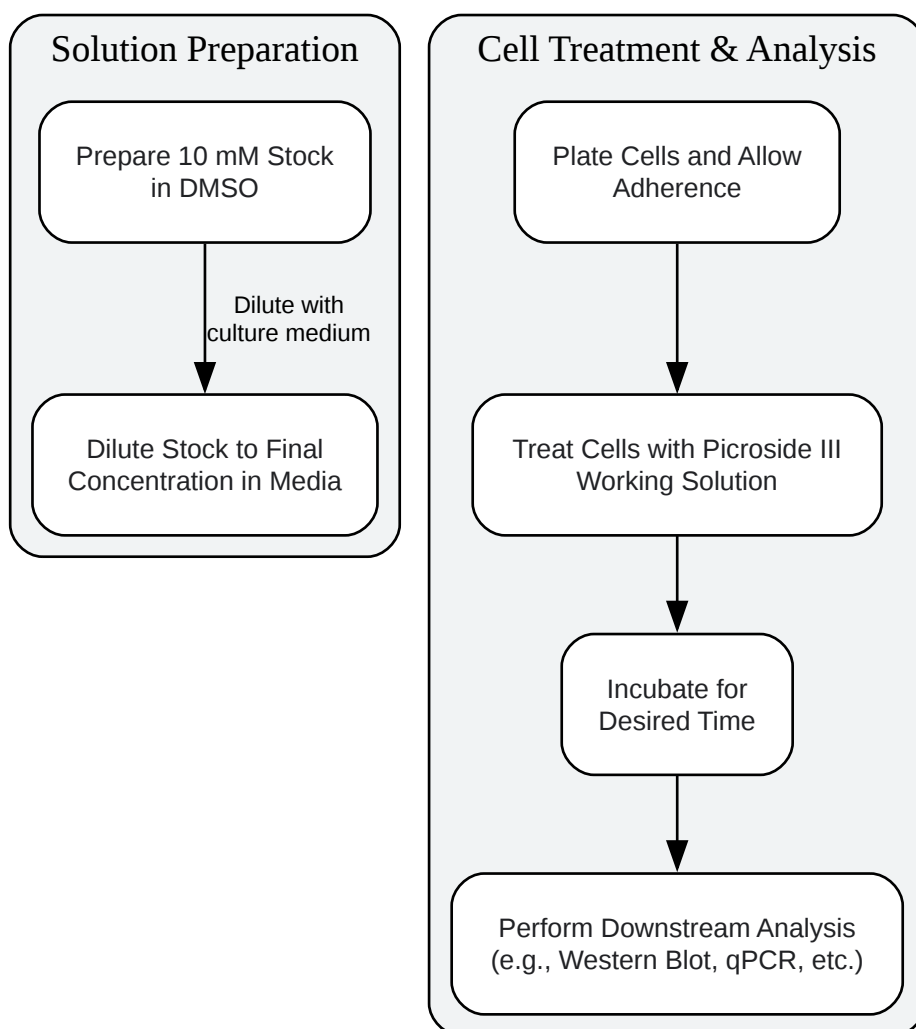 Solution Preparation
Prepare 10 mM Stock
in DMSO
Dilute with
culture medium
Dilute Stock to Final
Concentration in Media
Cell Treatment & Analysis
Plate Cells and Allow
Adherence
Treat Cells with Picroside III
Working Solution
Incubate for
Desired Time
Perform Downstream Analysis
(e.g., Western Blot, qPCR, etc.)